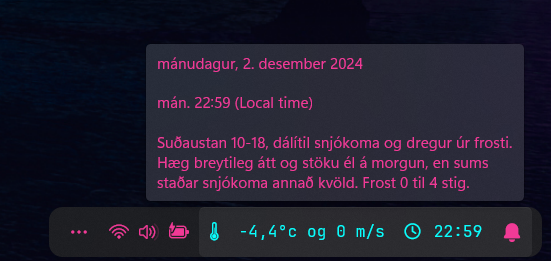 mánudagur, 2. desember 2024
mán. 22:59 (Local time)
Suðaustan 10-18, dálítil snjókoma og dregur úr frosti.
Hæg breytileg átt og stöku él á morgun, en sums
staðar snjókoma annað kvöld. Frost 0 til 4 stig.
-4,4°c og 0 m/s 22:59